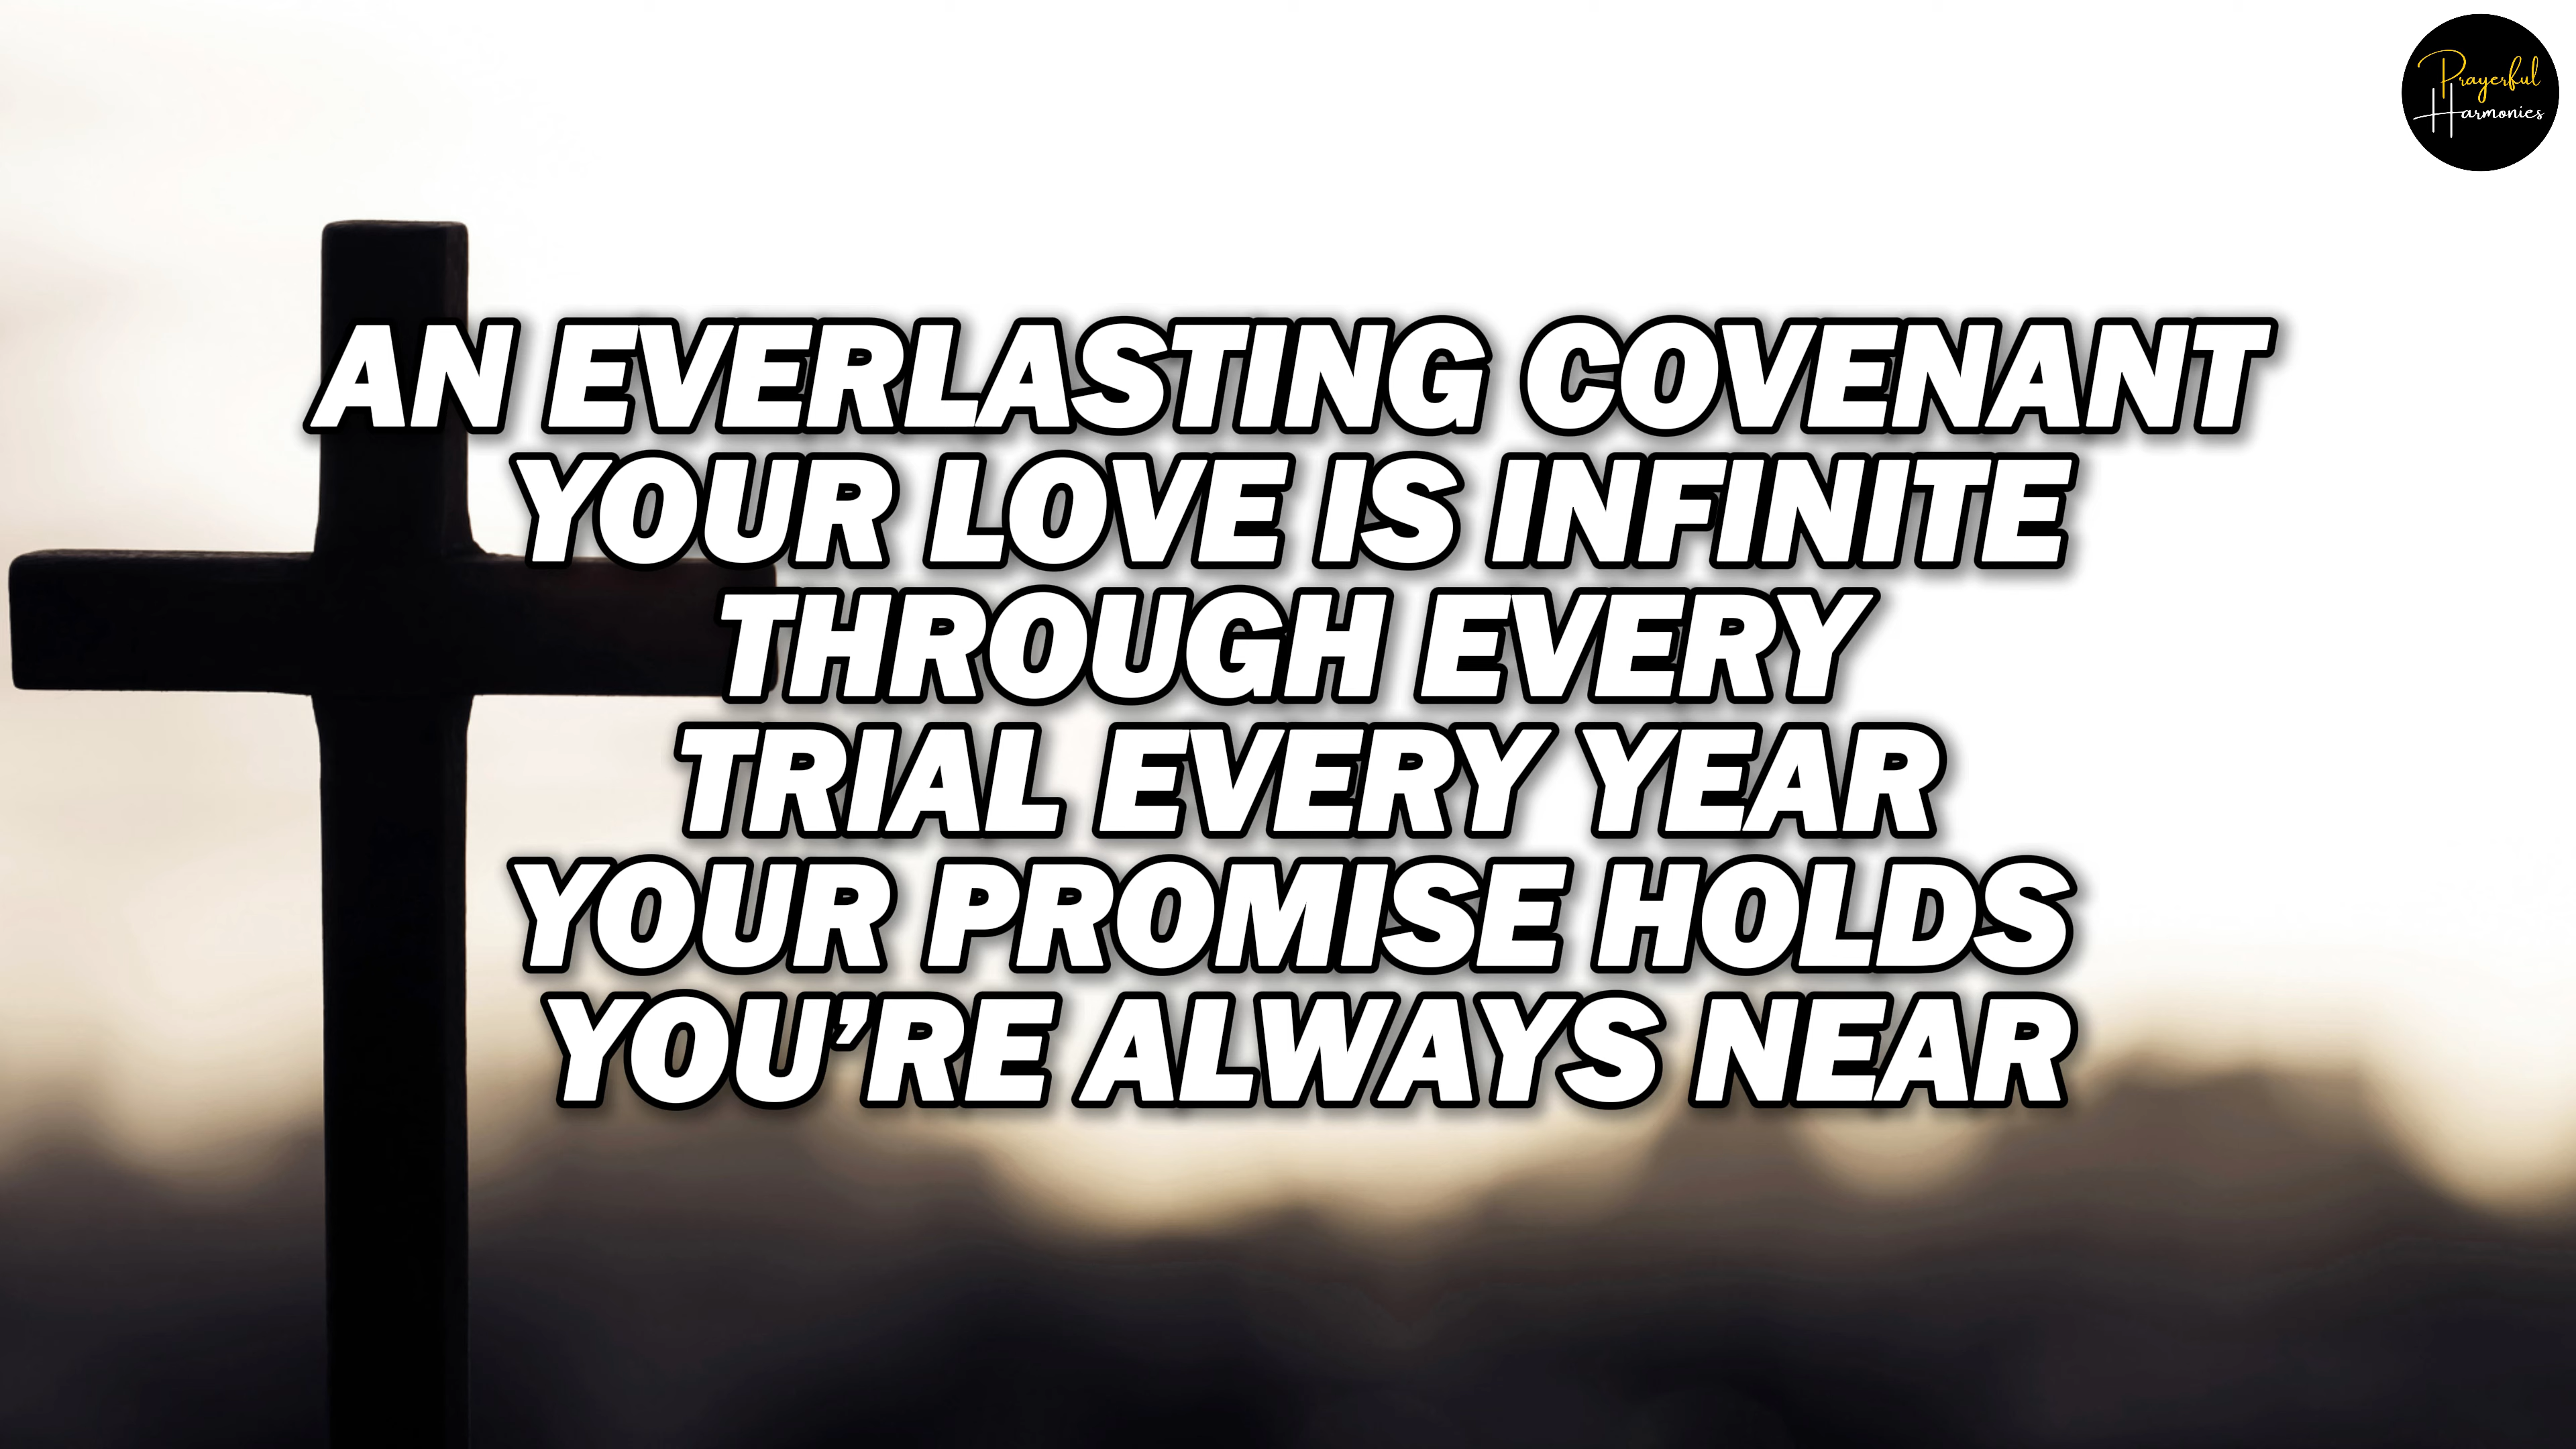 Prayerful
Harmonies
AN EVERLASTING COVENANT
YOUR LOVE IS INFINITE
THROUGH EVERY
TRIAL EVERY YEAR
YOUR PROMISE HOLDS
YOU’RE ALWAYS NEAR